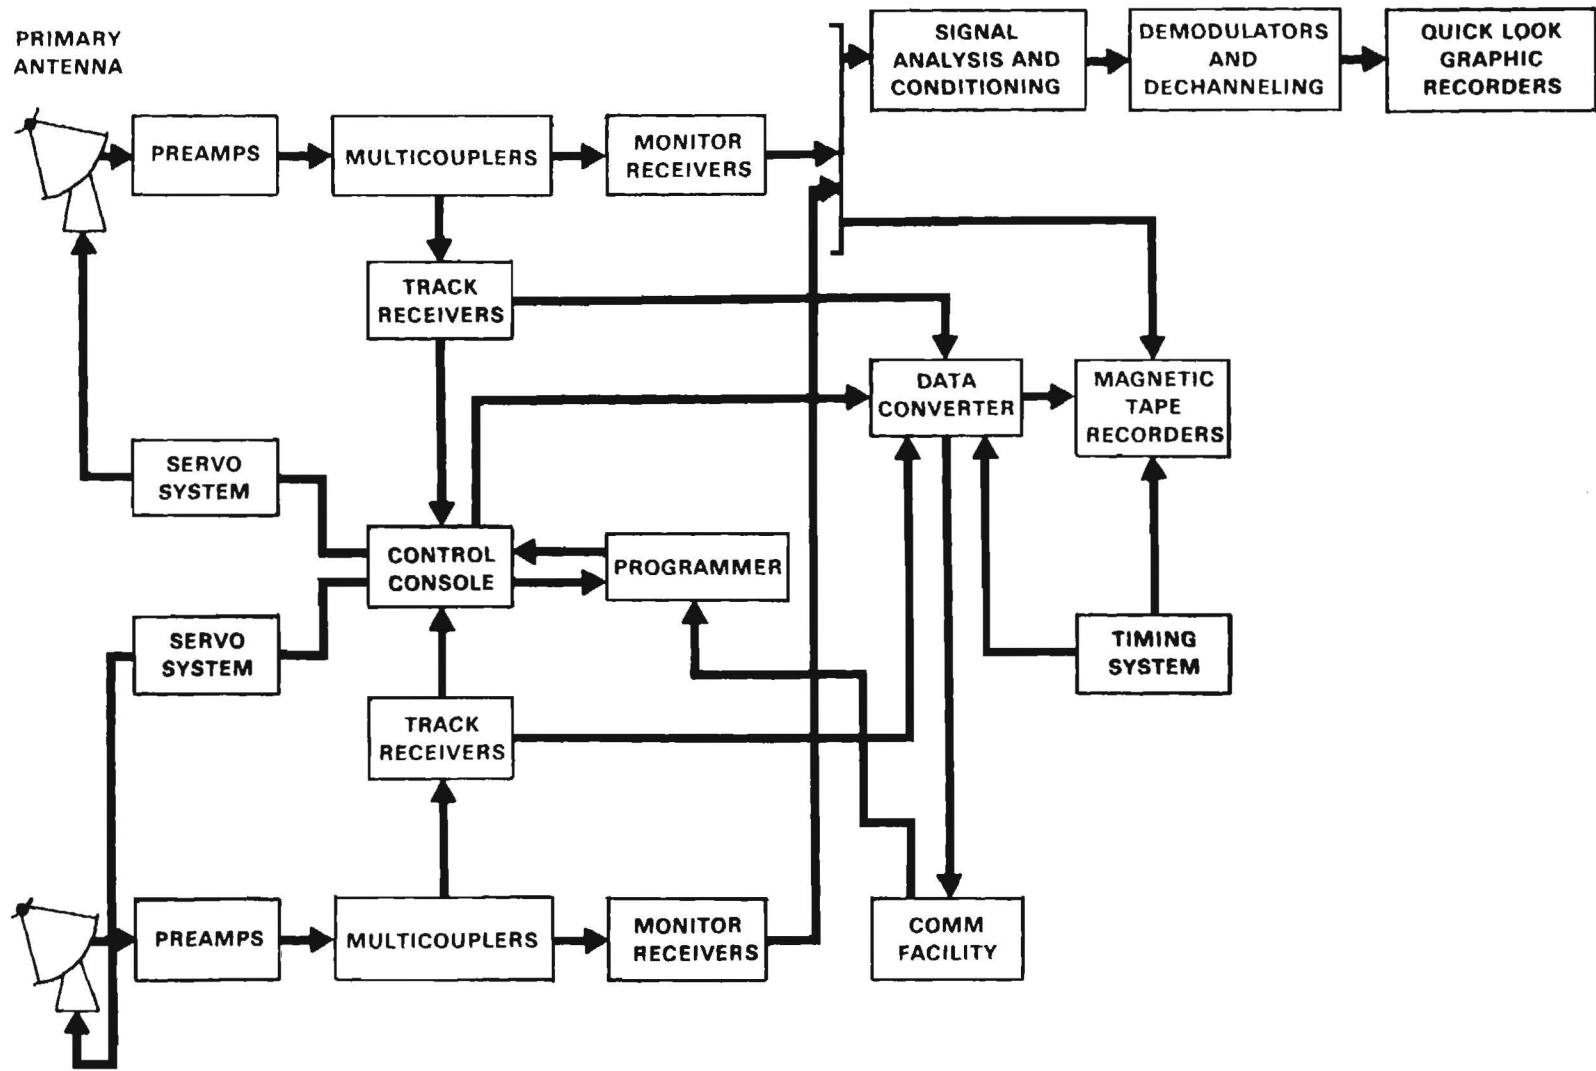 PRIMARY
ANTENNA
PREAMPS
MULTICOUPLERS
MONITOR
RECEIVERS
SIGNAL
ANALYSIS AND
CONDITIONING
DEMODULATORS
AND
DECHANNELING
QUICK LOOK
GRAPHIC
RECORDERS
TRACK
RECEIVERS
DATA
CONVERTER
MAGNETIC
TAPE
RECORDERS
SERVO
SYSTEM
CONTROL
CONSOLE
PROGRAMMER
SERVO
SYSTEM
TIMING
SYSTEM
TRACK
RECEIVERS
PREAMPS
MULTICOUPLERS
MONITOR
RECEIVERS
COMM
FACILITY